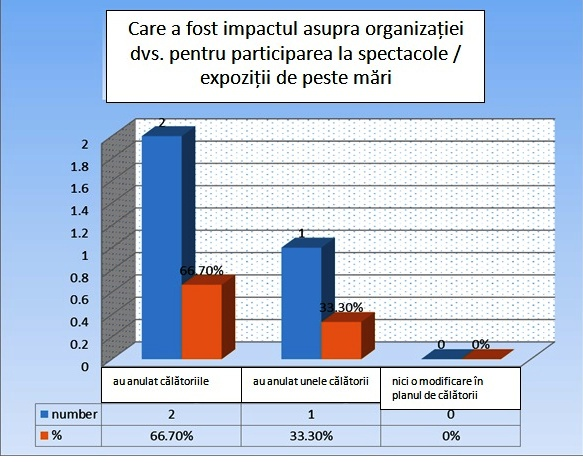 Care a fost impactul asupra organizației
dvs. pentru participarea la spectacole /
expoziții de peste mări
2
1.8
1.6
1.4
1.2
1
0.8
0.6
0.4
0.2
0
2
66.70%
1
33.30%
0
0%
au anulat călătoriile
au anulat unele călătorii
nici o modificare în
planul de călătorii
number 2 1 0
% 66.70% 33.30% 0%